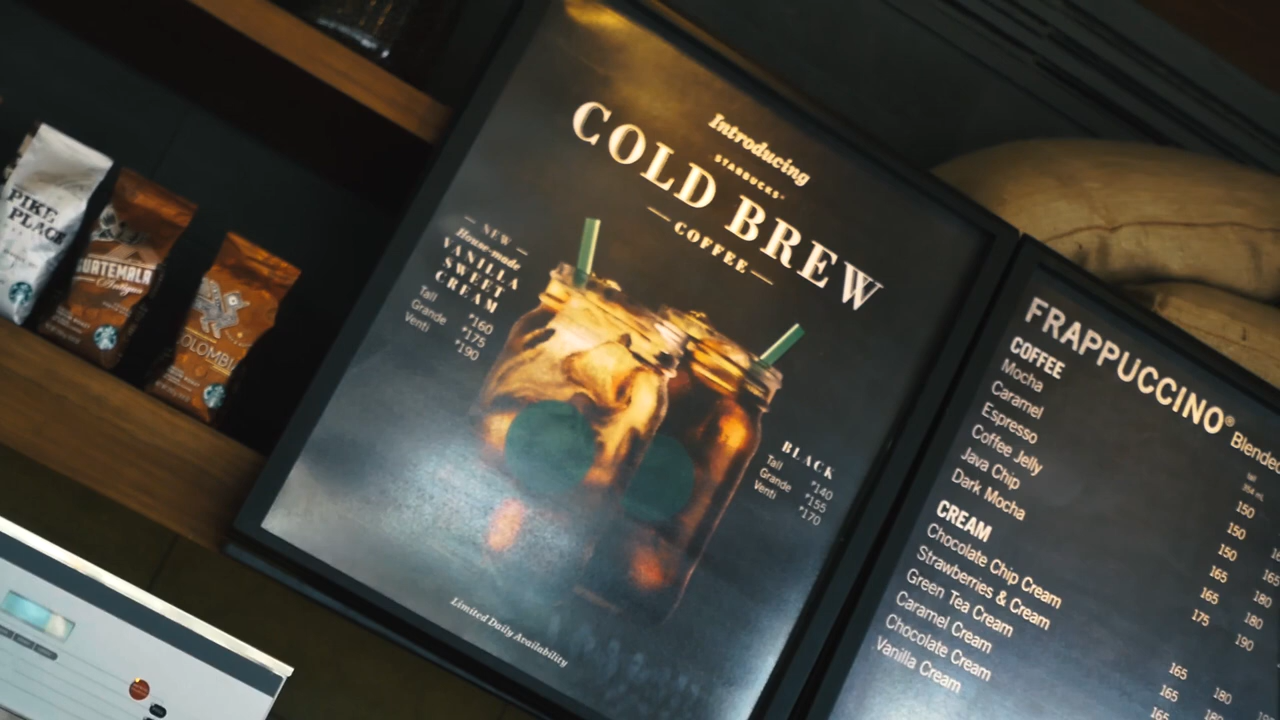 PIKE
PLACE
GUATEMALA
Antigua
COLOMBIA
Introducing
STARBUCKS
COLD BREW
COFFEE
NEW
House-made
VANILLA
SWEET
CREAM
Tall 160
Grande 175
Venti 190
BLACK
Tall 140
Grande 155
Venti 170
Limited Daily Availability
FRAPPUCCINO® Blended
COFFEE
Mocha 150
Caramel 150
Espresso 150
Coffee Jelly 165 180
Java Chip 165 180
Dark Mocha 175 190
CREAM
Chocolate Chip Cream 165 180
Strawberries & Cream 165
Green Tea Cream 165
Caramel Cream
Chocolate Cream
Vanilla Cream